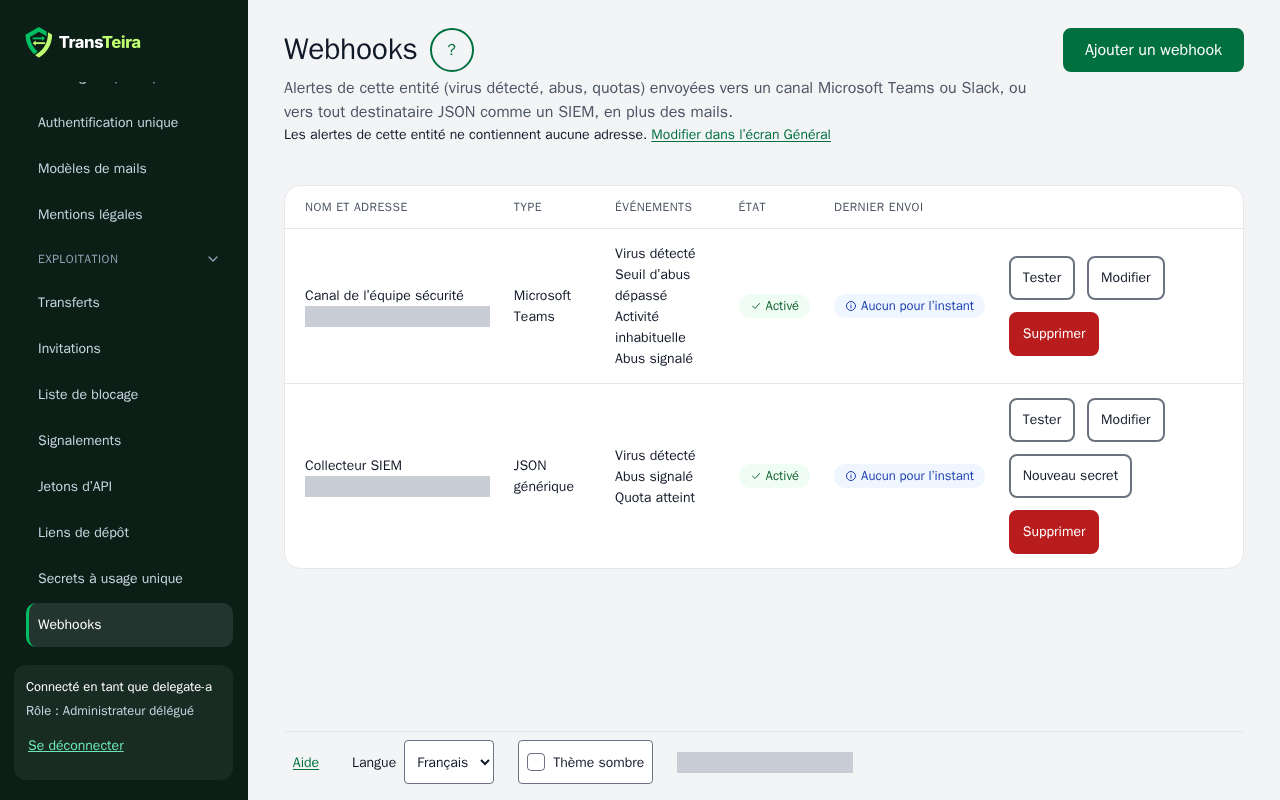 TransTeira
Authentification unique
Modèles de mails
Mentions légales
EXPLOITATION
Transferts
Invitations
Liste de blocage
Signalements
Jetons d'API
Liens de dépôt
Secrets à usage unique
Webhooks
Connecté en tant que delegate-a
Rôle : Administrateur délégué
Se déconnecter
Webhooks ?
Ajouter un webhook
Alertes de cette entité (virus détecté, abus, quotas) envoyées vers un canal Microsoft Teams ou Slack, ou
vers tout destinataire JSON comme un SIEM, en plus des mails.
Les alertes de cette entité ne contiennent aucune adresse. Modifier dans l'écran Général
NOM ET ADRESSE TYPE ÉVÉNEMENTS ÉTAT DERNIER ENVOI
Canal de l'équipe sécurité
Microsoft
Teams
Virus détecté
Seuil d'abus
dépassé
Activité
inhabituelle
Abus signalé
Activé
Aucun pour l'instant
Tester Modifier
Supprimer
Collecteur SIEM
JSON
générique
Virus détecté
Abus signalé
Quota atteint
Activé
Aucun pour l'instant
Tester Modifier
Nouveau secret
Supprimer
Aide Langue Français Thème sombre